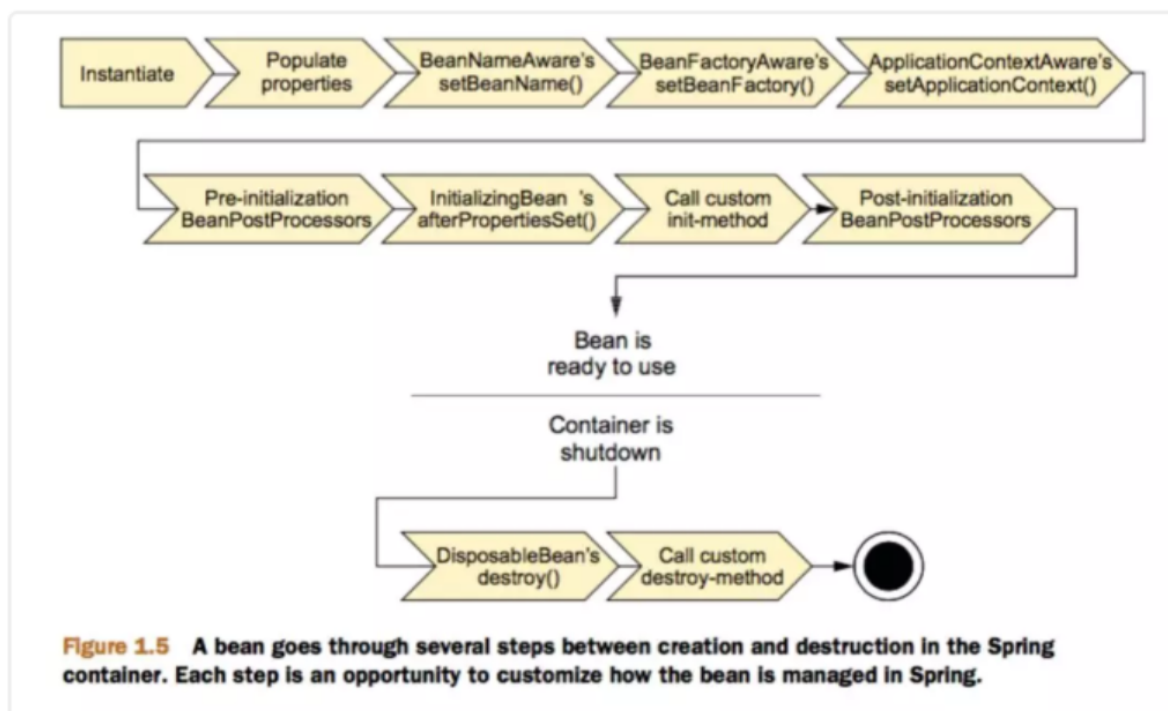 Instantiate
Populate
properties
BeanNameAware's
setBeanName()
BeanFactoryAware's
setBeanFactory()
ApplicationContextAware's
setApplicationContext()
Pre-initialization
BeanPostProcessors
InitializingBean 's
afterPropertiesSet()
Call custom
init-method
Post-initialization
BeanPostProcessors
Bean is
ready to use
Container is
shutdown
DisposableBean's
destroy()
Call custom
destroy-method
Figure 1.5 A bean goes through several steps between creation and destruction in the Spring
container. Each step is an opportunity to customize how the bean is managed in Spring.